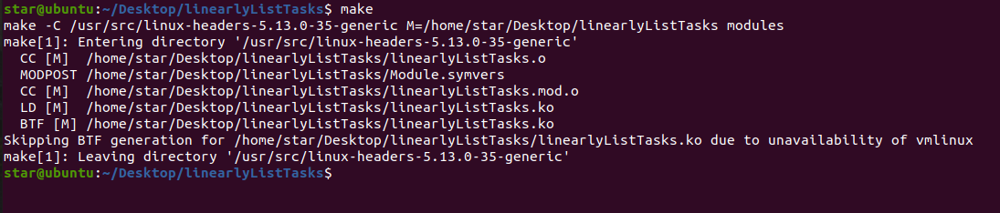 star@ubuntu:~/Desktop/linearlyListTasks$ make
make -C /usr/src/linux-headers-5.13.0-35-generic M=/home/star/Desktop/linearlyListTasks modules
make[1]: Entering directory '/usr/src/linux-headers-5.13.0-35-generic'
  CC [M]  /home/star/Desktop/linearlyListTasks/linearlyListTasks.o
  MODPOST /home/star/Desktop/linearlyListTasks/Module.symvers
  CC [M]  /home/star/Desktop/linearlyListTasks/linearlyListTasks.mod.o
  LD [M]  /home/star/Desktop/linearlyListTasks/linearlyListTasks.ko
  BTF [M] /home/star/Desktop/linearlyListTasks/linearlyListTasks.ko
Skipping BTF generation for /home/star/Desktop/linearlyListTasks/linearlyListTasks.ko due to unavailability of vmlinux
make[1]: Leaving directory '/usr/src/linux-headers-5.13.0-35-generic'
star@ubuntu:~/Desktop/linearlyListTasks$